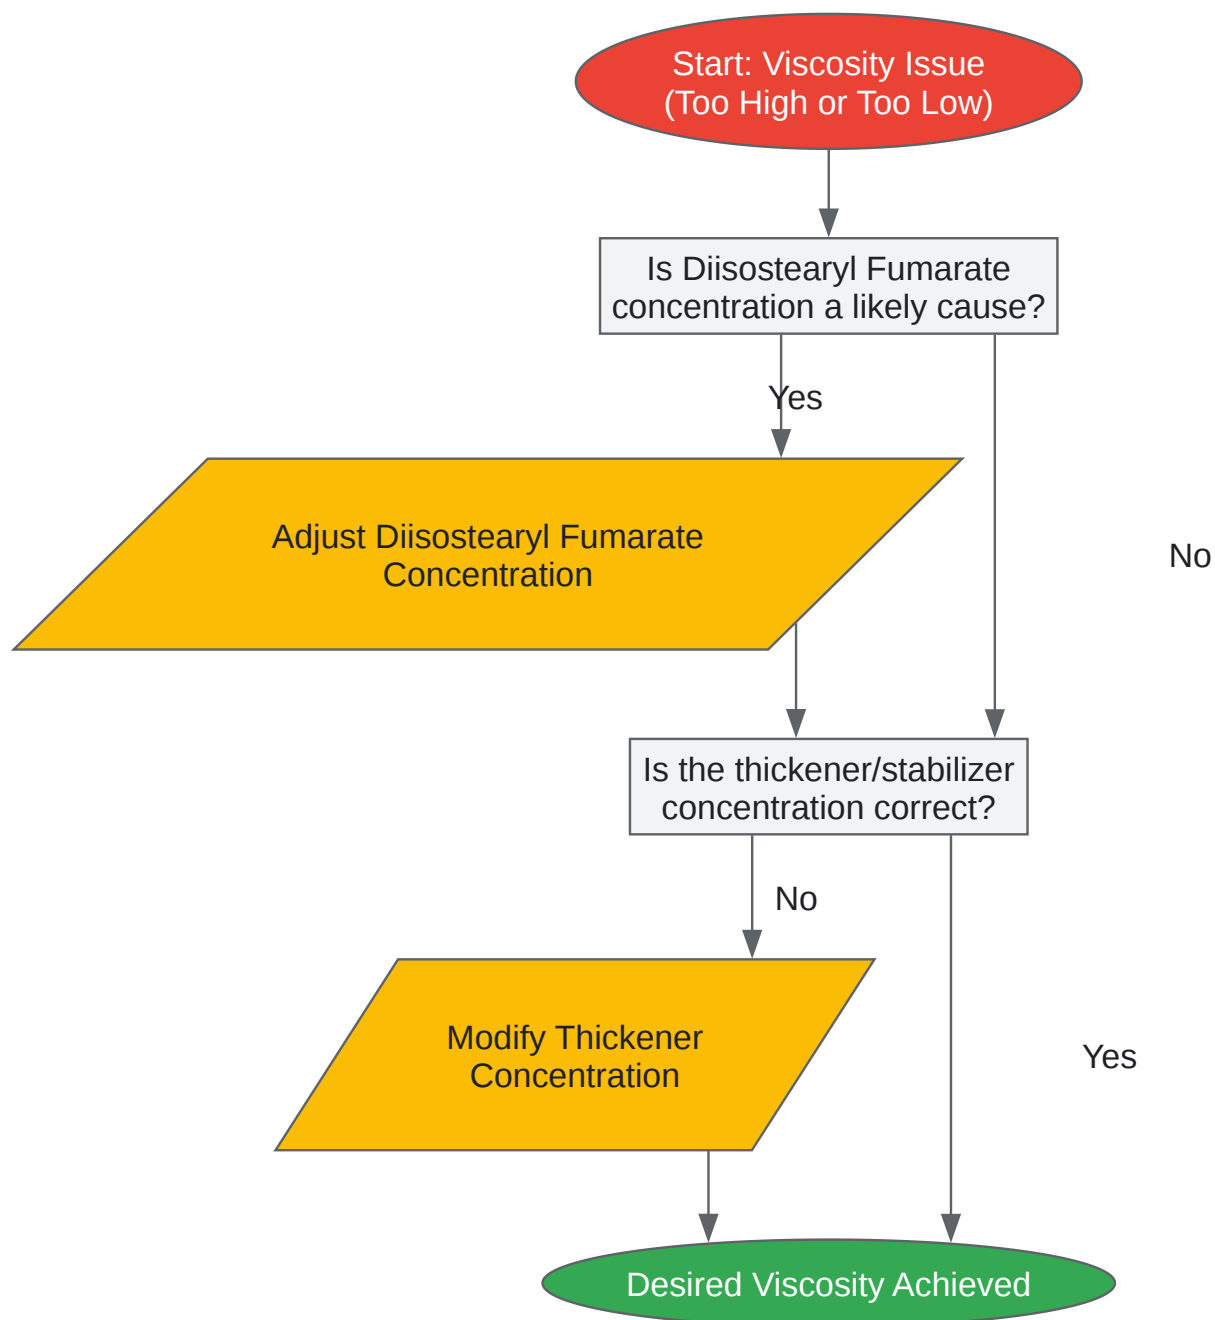 Start: Viscosity Issue
(Too High or Too Low)
Is Diisostearyl Fumarate
concentration a likely cause?
Yes
Adjust Diisostearyl Fumarate
Concentration
No
Is the thickener/stabilizer
concentration correct?
No
Modify Thickener
Concentration
Yes
Desired Viscosity Achieved